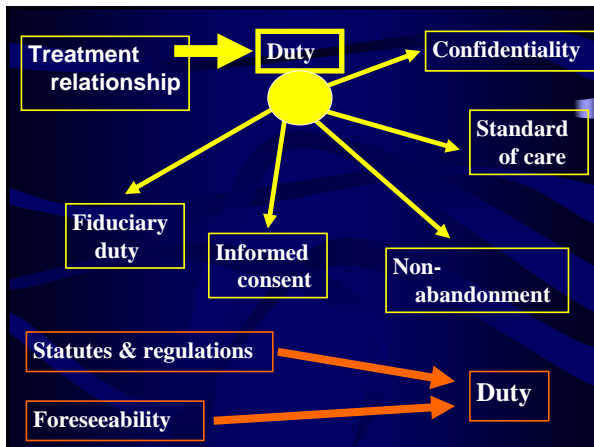 Treatment
relationship
Duty
Confidentiality
Standard
of care
Fiduciary
duty
Informed
consent
Non-
abandonment
Statutes & regulations
Duty
Foreseeability